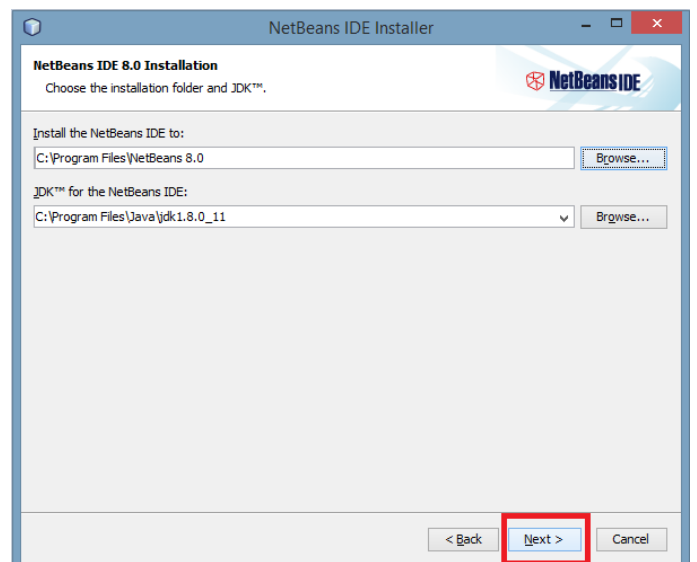 NetBeans IDE Installer
NetBeans IDE 8.0 Installation
Choose the installation folder and JDK™.
NetBeans IDE
Install the NetBeans IDE to:
C:\Program Files\NetBeans 8.0
Browse...
JDK™ for the NetBeans IDE:
C:\Program Files\Java\jdk1.8.0_11
Browse...
< Back
Next >
Cancel